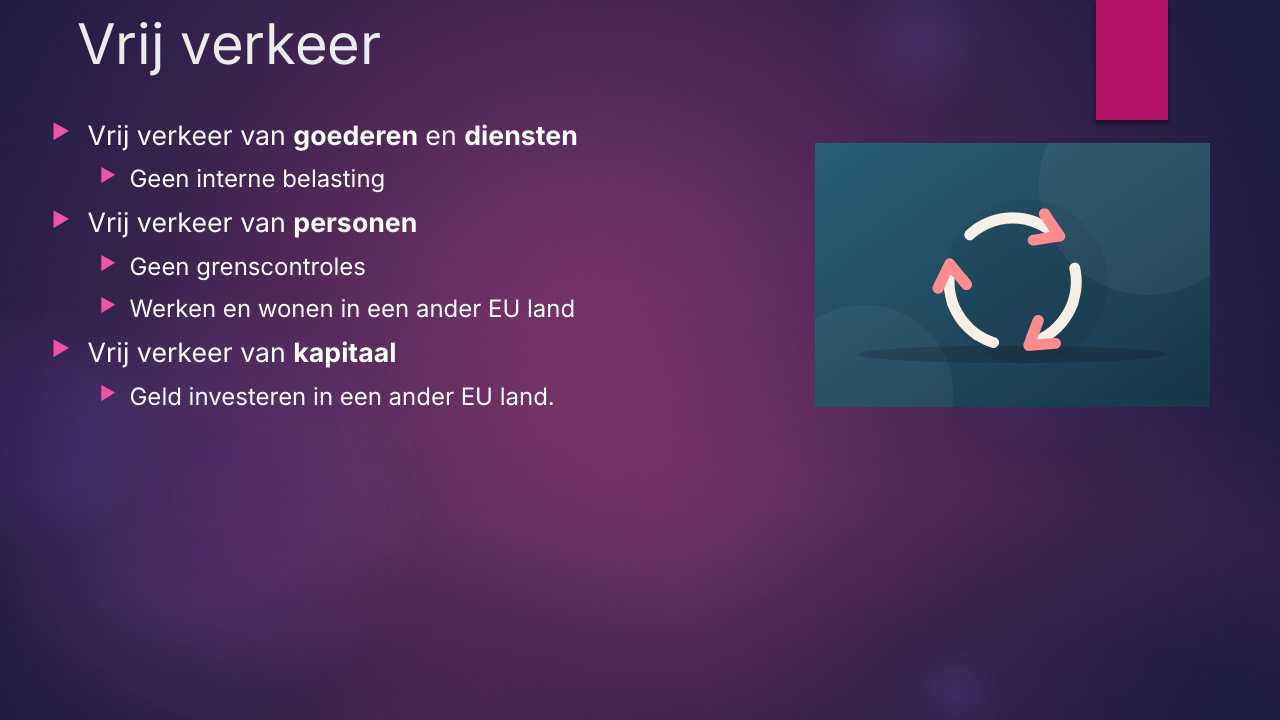 Vrij verkeer
Vrij verkeer van goederen en diensten
Geen interne belasting
Vrij verkeer van personen
Geen grenscontroles
Werken en wonen in een ander EU land
Vrij verkeer van kapitaal
Geld investeren in een ander EU land.